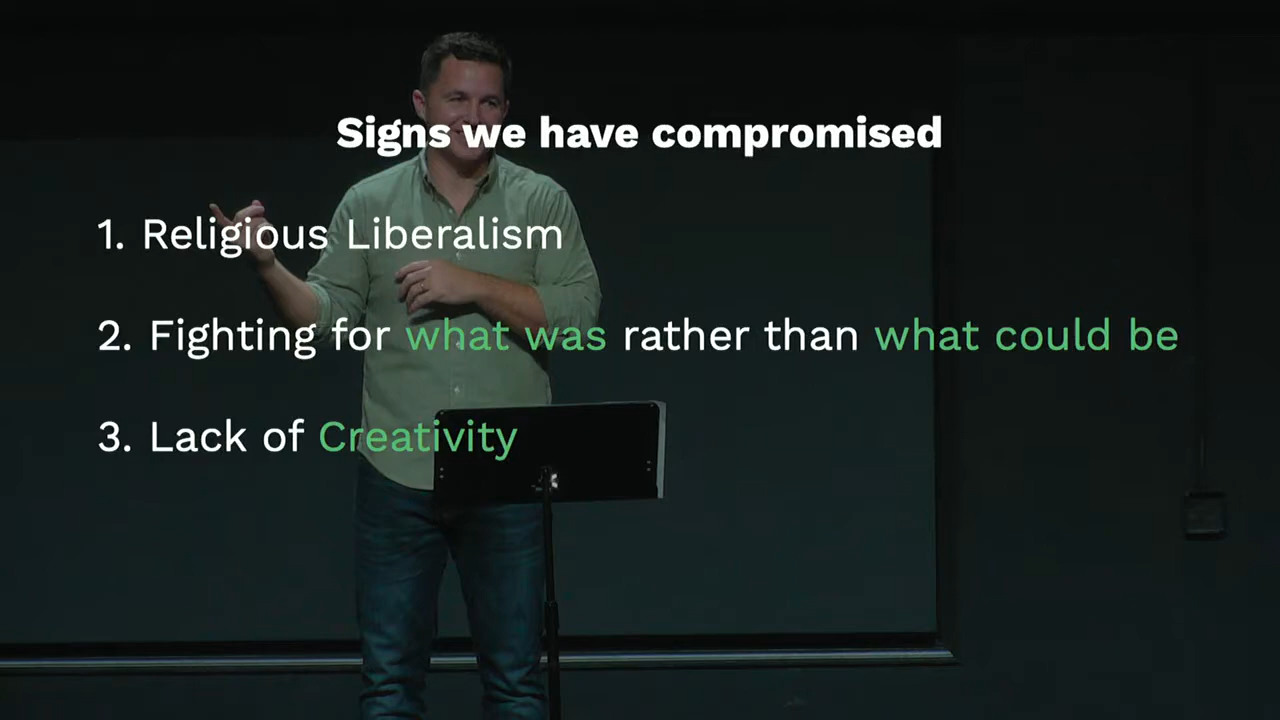 Signs we have compromised
1. Religious Liberalism
2. Fighting for what was rather than what could be
3. Lack of Creativity